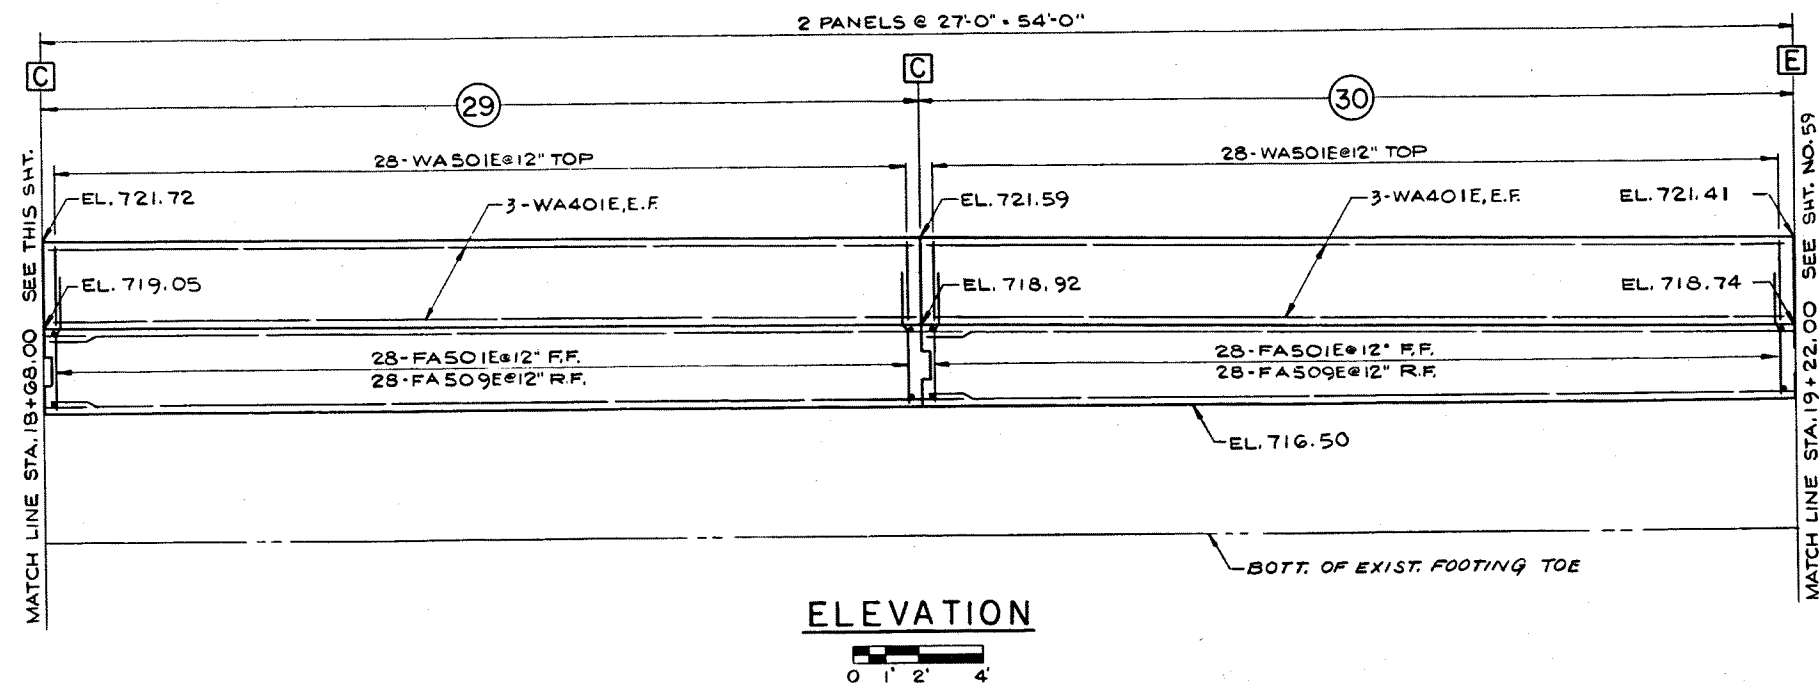 2 PANELS @ 27'-0" = 54'-0"
C
C
E
29
30
28-WA501E@12" TOP
28-WA501E@12" TOP
EL. 721.72
3-WA401E, E.F.
EL. 721.59
3-WA401E, E.F.
EL. 721.41
EL. 719.05
EL. 718.92
EL. 718.74
28-FA501E@12" F.F.
28-FA509E@12" R.F.
28-FA501E@12" F.F.
28-FA509E@12" R.F.
EL. 716.50
BOTT. OF EXIST. FOOTING TOE
MATCH LINE STA. 18+68.00 SEE THIS SHT.
MATCH LINE STA. 19+22.00 SEE SHT. NO. 59
ELEVATION
0 1' 2' 4'